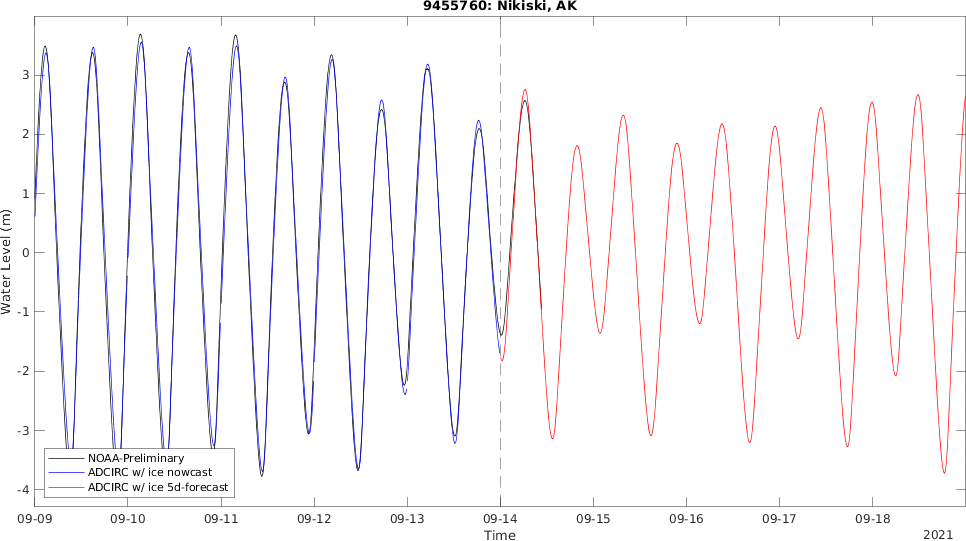 9455760: Nikiski, AK
Water Level (m)
3
2
1
0
-1
-2
-3
-4
NOAA-Preliminary
ADCIRC w/ ice nowcast
ADCIRC w/ ice 5d-forecast
09-09 09-10 09-11 09-12 09-13 09-14 09-15 09-16 09-17 09-18
Time
2021